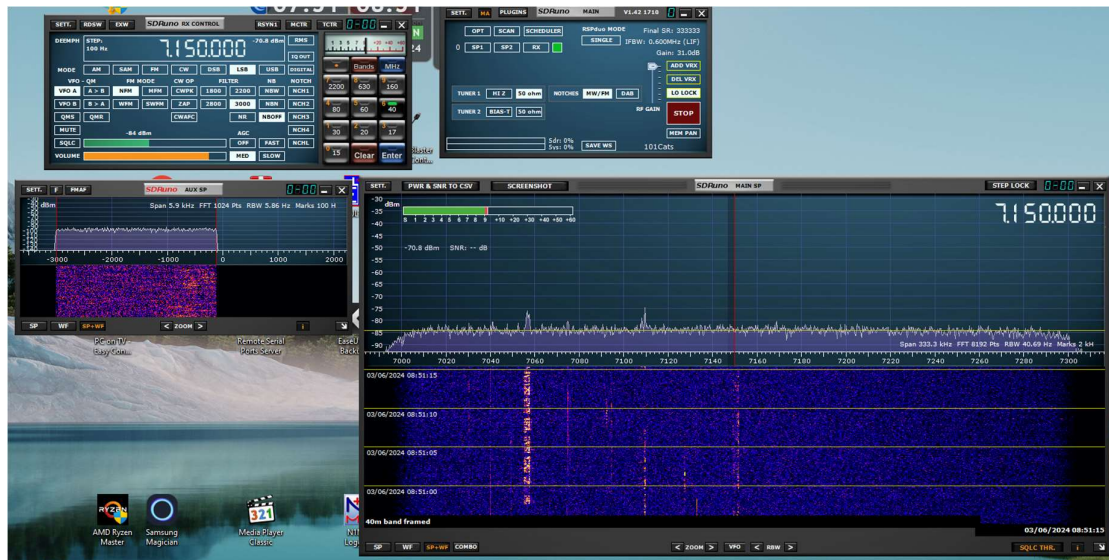 SETT. RDSW EXW SDRuno RX CONTROL RSYN1 MCTR TCTR 0-00
DEEMPH STEP: 100 Hz 7.150.000 -70.8 dBm RMS
IQ OUT
MODE AM SAM FM CW DSB LSB USB DIGITAL
VFO - QM FM MODE CW OP FILTER NB NOTCH
VFO A A > B NFM MFM CWPK 1800 2200 NBW NCH1
VFO B B > A WFM SWFM ZAP 2800 3000 NBN NCH2
QMS QMR CWAFC NR NBOFF NCH3
MUTE -84 dBm AGC NCH4
SQLC OFF FAST NCHL
VOLUME MED SLOW
Bands MHz
2200 630 160
80 60 40
30 20 17
15 Clear Enter
SETT. MA PLUGINS SDRuno MAIN V1.42 1710
OPT SCAN SCHEDULER RSPduo MODE Final SR: 333333
0 SP1 SP2 RX SINGLE IFBW: 0.600MHz (LIF)
Gain: 31.0dB
ADD VRX
DEL VRX
TUNER 1 HI Z 50 ohm NOTCHES MW/FM DAB LO LOCK
TUNER 2 BIAS-T 50 ohm RF GAIN STOP
MEM PAN
Sdr: 0%
Sys: 0% SAVE WS 101Cats
SETT. F FMAP SDRuno AUX SP 0-00
dBm Span 5.9 kHz FFT 1024 Pts RBW 5.86 Hz Marks 100 H
-3000 -2000 -1000 0 1000 2000
SP WF SP+WF < ZOOM > i
SETT. PWR & SNR TO CSV SCREENSHOT SDRuno MAIN SP STEP LOCK 0-00
dBm
S 1 2 3 4 5 6 7 8 9 +10 +20 +30 +40 +50 +60
7.150.000
-70.8 dBm SNR: -- dB
-30
-35
-40
-45
-50
-55
-60
-65
-70
-75
-80
-85
-90
Span 333.3 kHz FFT 8192 Pts RBW 40.69 Hz Marks 2 kH
7000 7020 7040 7060 7080 7100 7120 7140 7160 7180 7200 7220 7240 7260 7280 7300
03/06/2024 08:51:15
03/06/2024 08:51:10
03/06/2024 08:51:05
03/06/2024 08:51:00
40m band framed
03/06/2024 08:51:15
SP WF SP+WF COMBO < ZOOM > < VFO > < RBW > SQLC THR. i
PC on TV
Easy Con...
Remote Serial
Ports Server
AMD Ryzen
Master
Samsung
Magician
Media Player
Classic